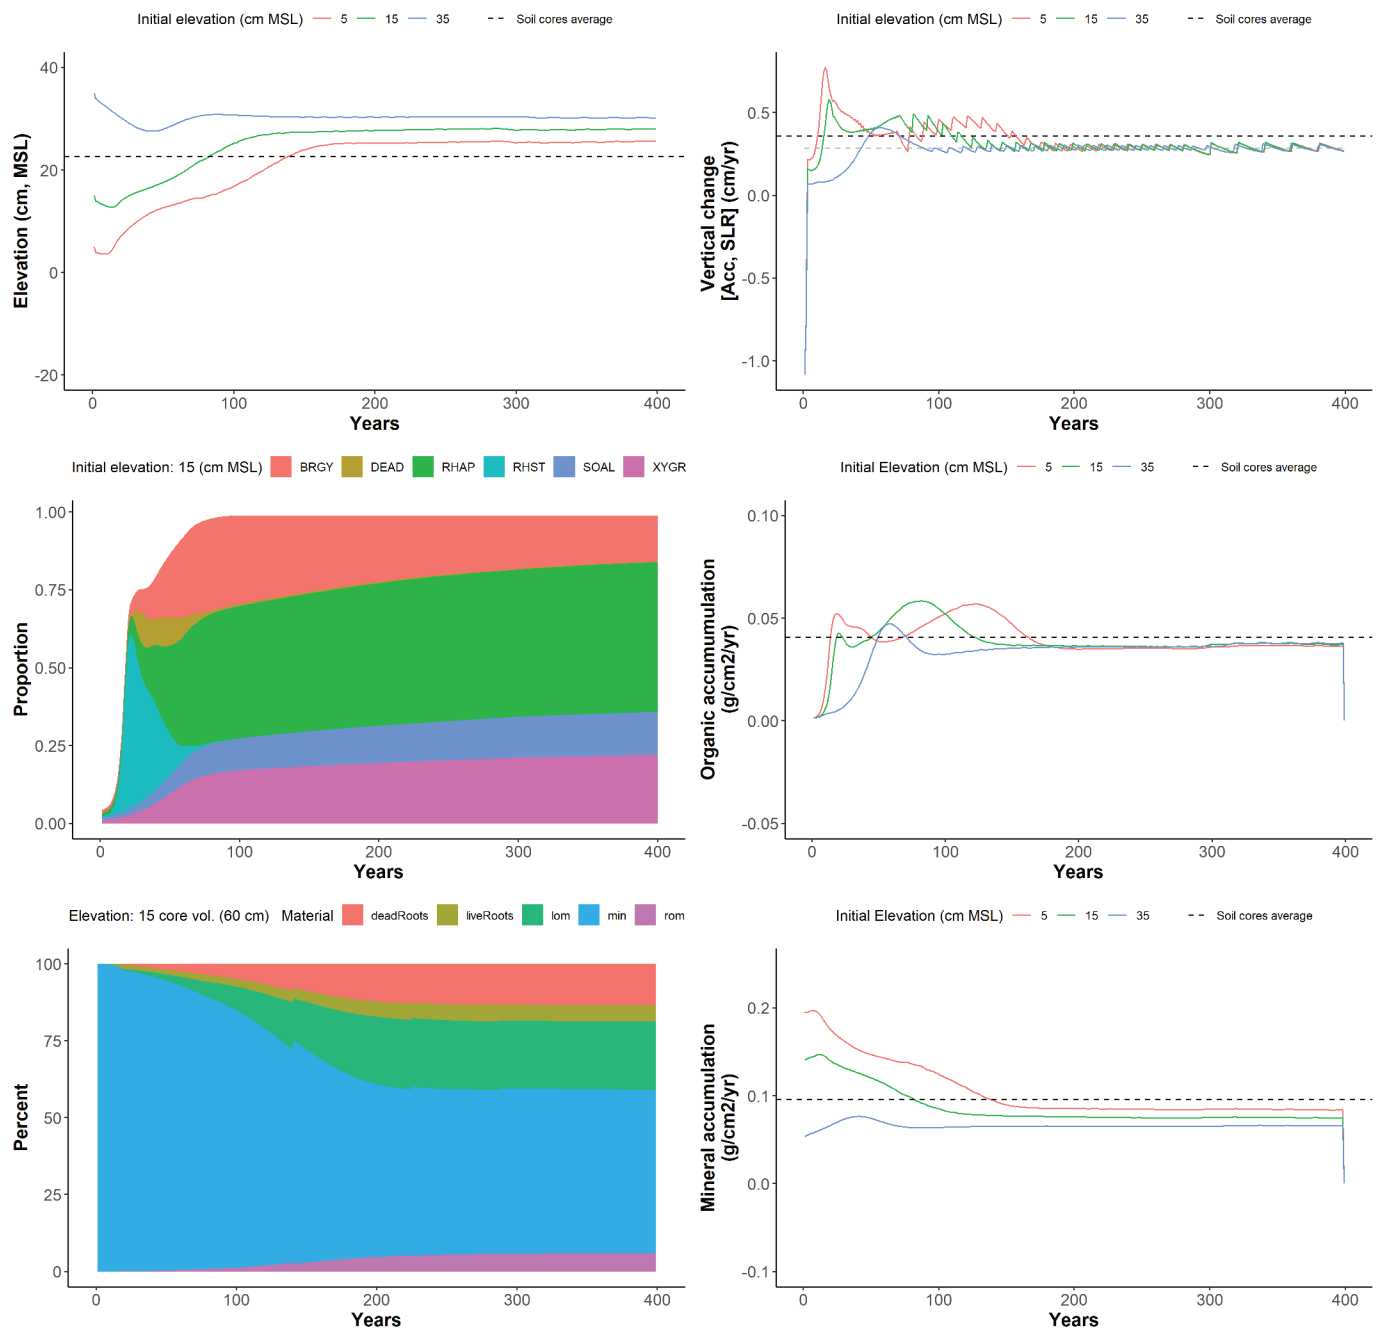 Initial elevation (cm MSL) 5 15 35 Soil cores average
40
20
0
-20
Elevation (cm, MSL)
0 100 200 300 400
Years
Initial elevation (cm MSL) 5 15 35 Soil cores average
0.5
0.0
-0.5
-1.0
Vertical change
[Acc, SLR] (cm/yr)
0 100 200 300 400
Years
Initial elevation: 15 (cm MSL) BRGY DEAD RHAP RHST SOAL XYGR
1.00
0.75
0.50
0.25
0.00
Proportion
0 100 200 300 400
Years
Initial Elevation (cm MSL) 5 15 35 Soil cores average
0.10
0.05
0.00
-0.05
Organic accumulation
(g/cm2/yr)
0 100 200 300 400
Years
Elevation: 15 core vol. (60 cm) Material deadRoots liveRoots lom min rom
100
75
50
25
0
Percent
0 100 200 300 400
Years
Initial Elevation (cm MSL) 5 15 35 Soil cores average
0.2
0.1
0.0
-0.1
Mineral accumulation
(g/cm2/yr)
0 100 200 300 400
Years